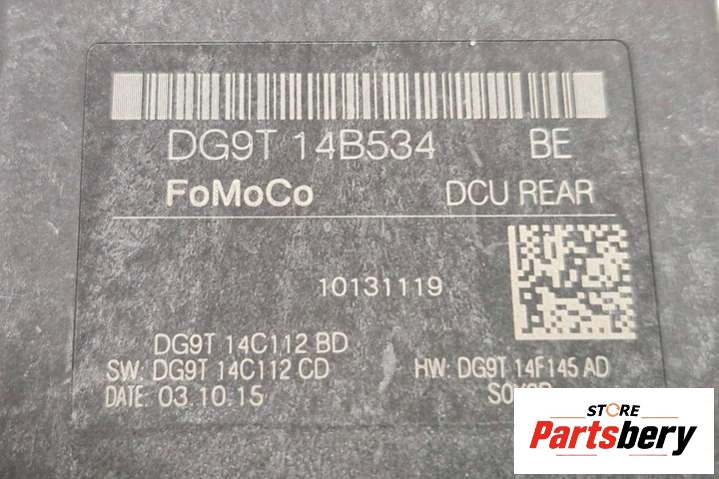 DG9T 14B534 BE
FoMoCo DCU REAR
10131119
DG9T 14C112 BD
SW: DG9T 14C112 CD HW: DG9T 14F145 AD
DATE: 03.10.15
STORE
Partsbery